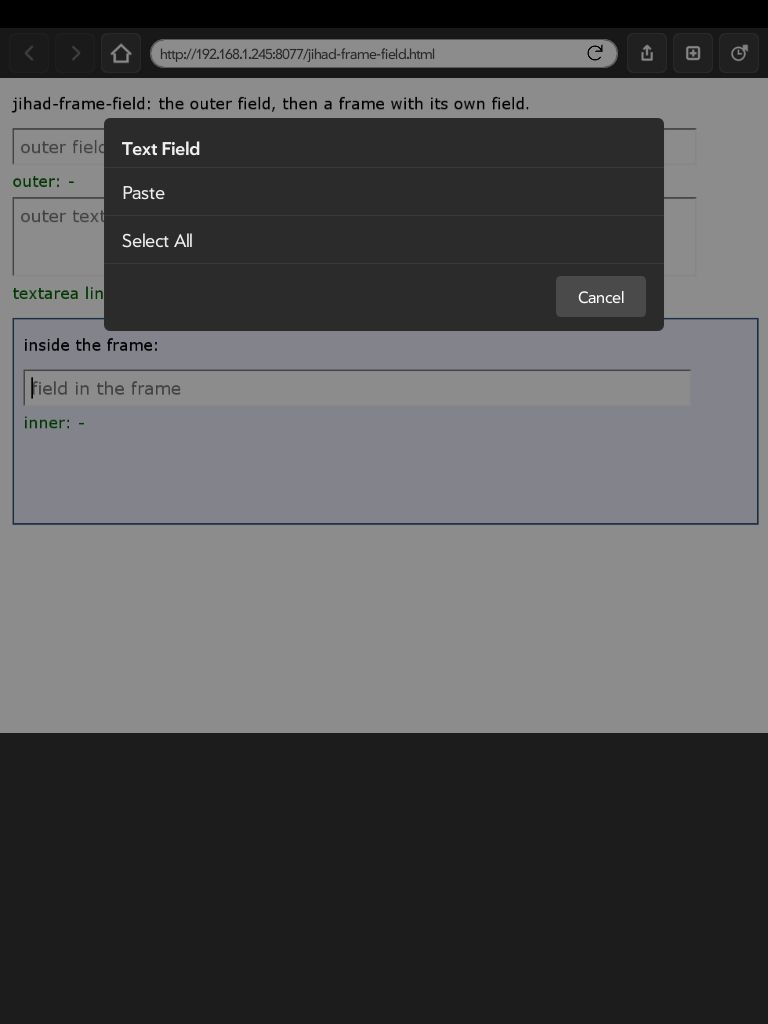 http://192.168.1.245:8077/jihad-frame-field.html
jihad-frame-field: the outer field, then a frame with its own field.
outer field
outer: -
outer text
textarea lin
Text Field
Paste
Select All
Cancel
inside the frame:
field in the frame
inner: -